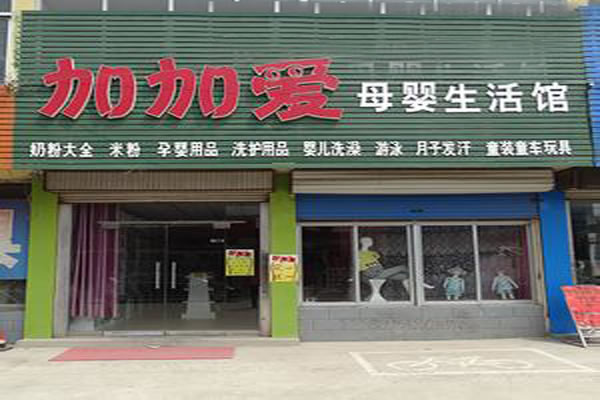 加加爱 母婴生活馆
奶粉大全 米粉 孕婴用品 洗护用品 婴儿洗澡 游泳 月子发汗 童装童车玩具